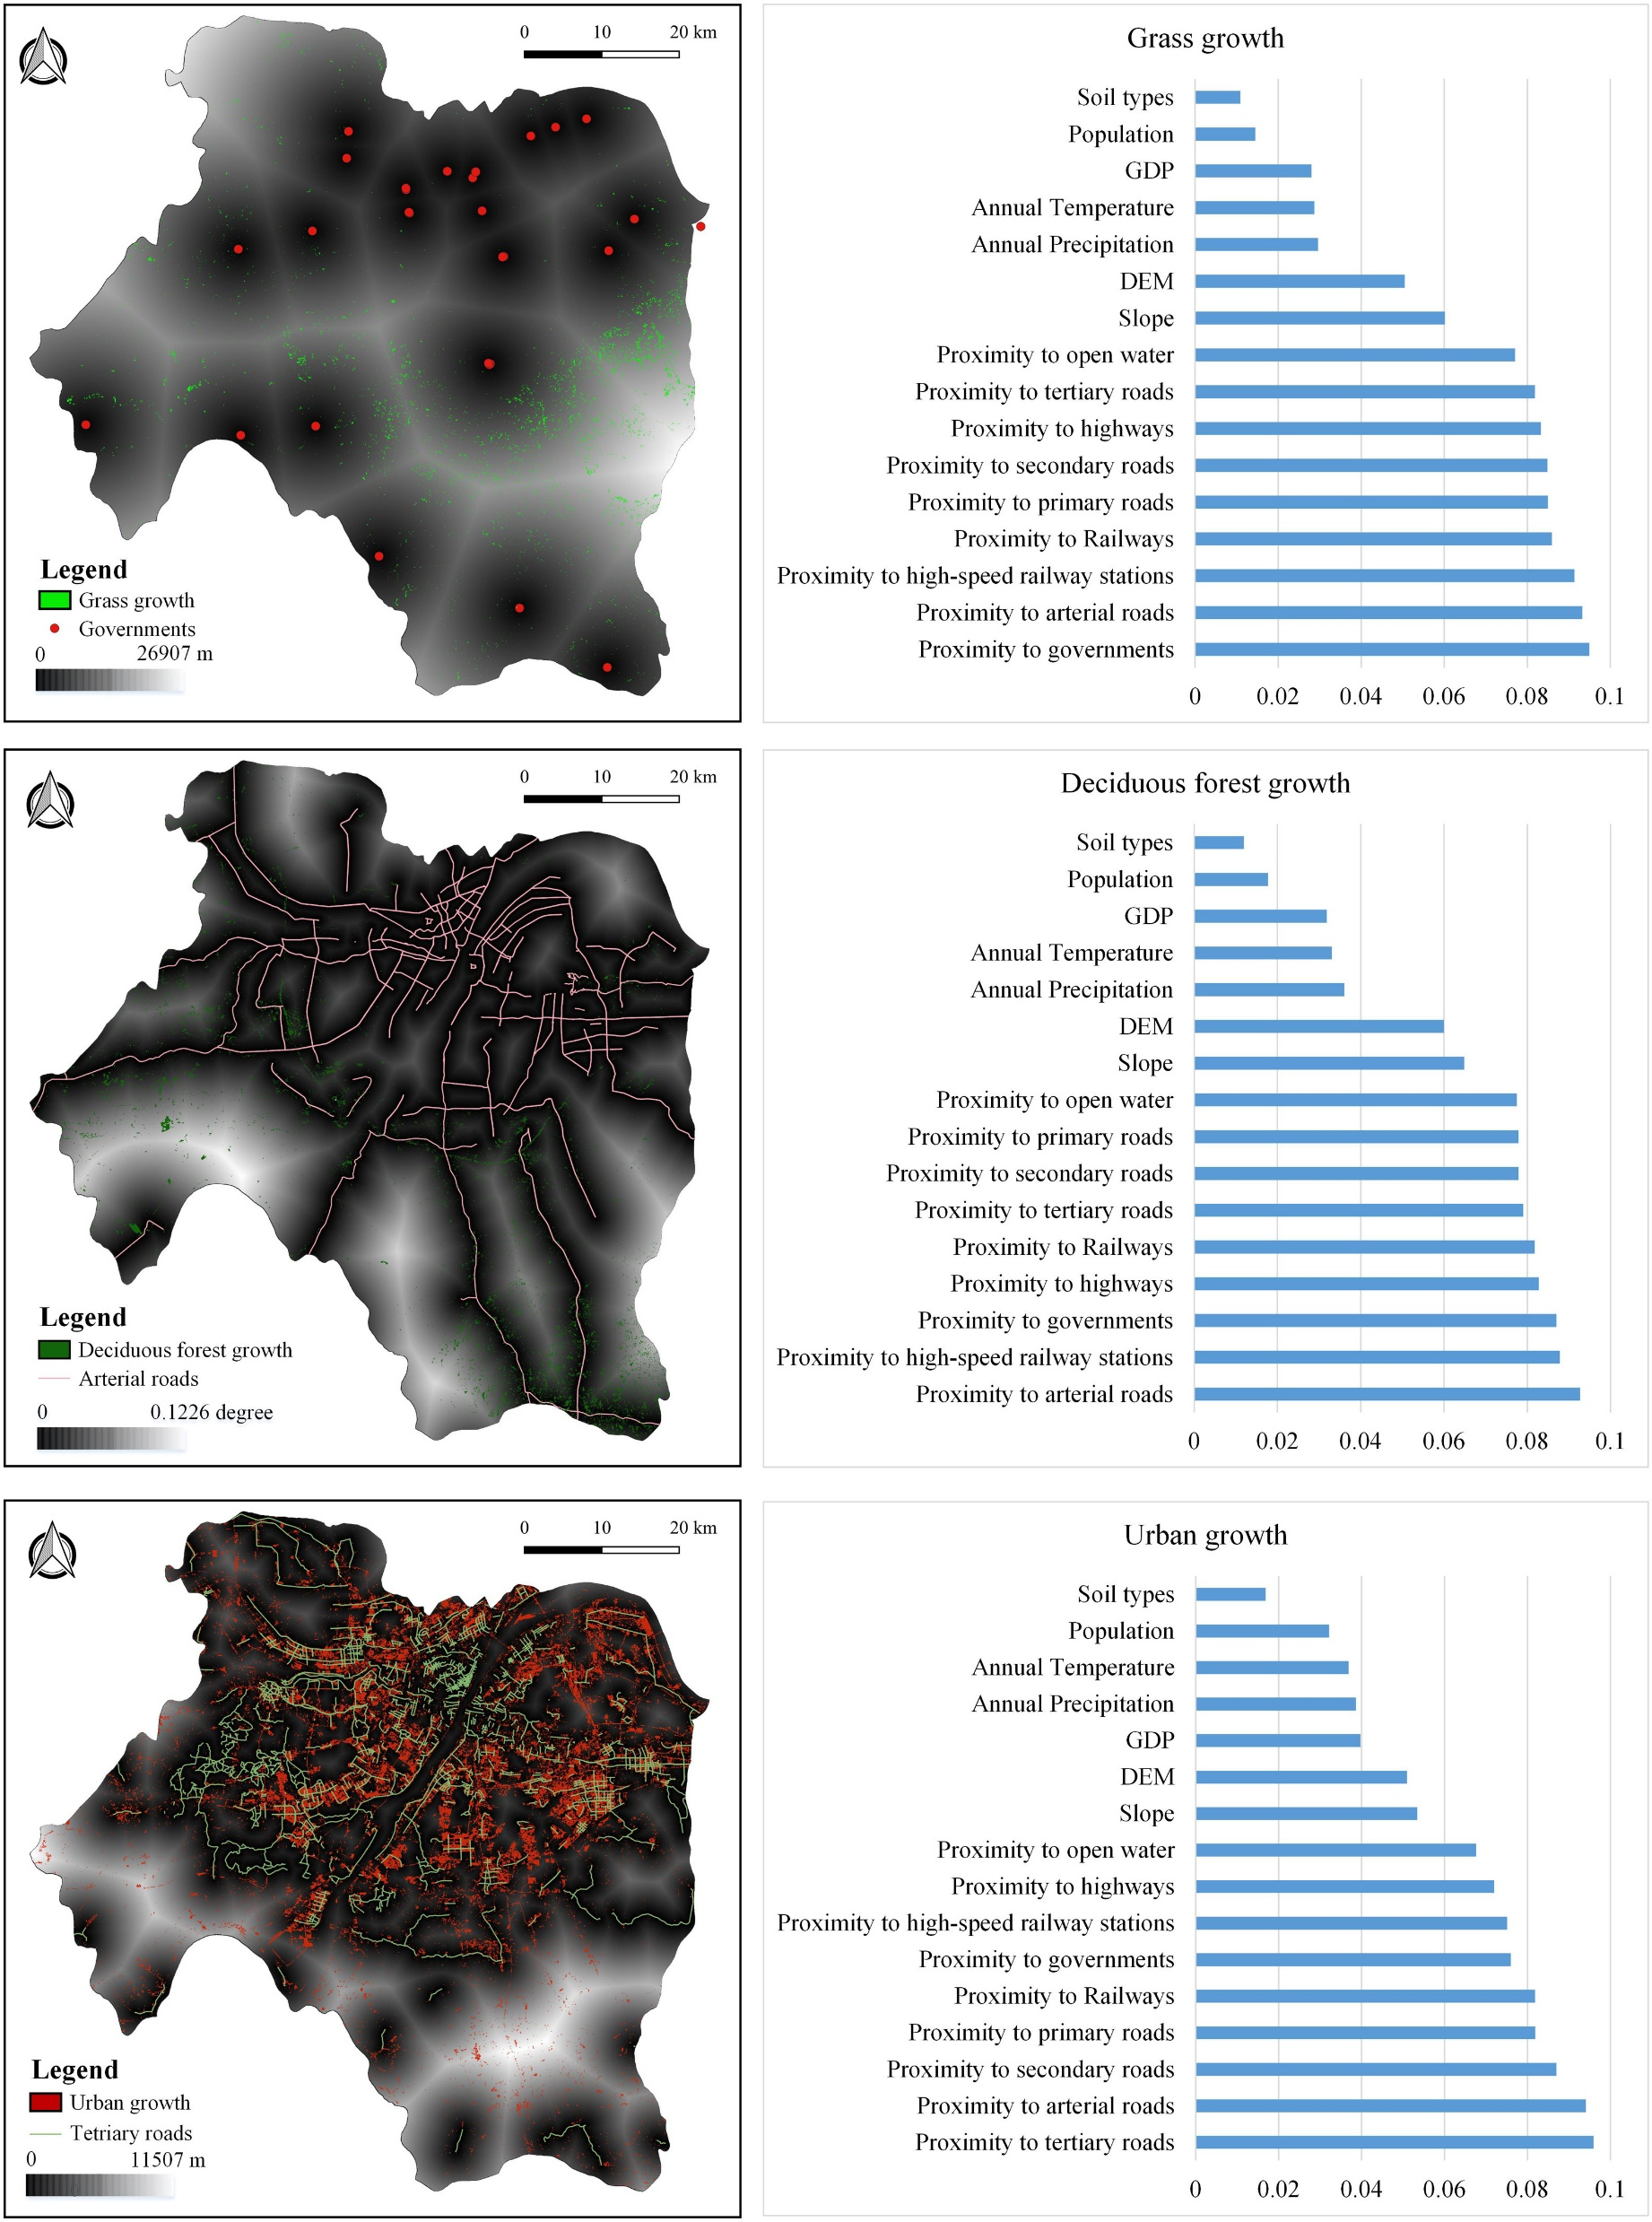 0 10 20 km
Legend
Grass growth
Governments
0 26907 m
Grass growth
Soil types
Population
GDP
Annual Temperature
Annual Precipitation
DEM
Slope
Proximity to open water
Proximity to tertiary roads
Proximity to highways
Proximity to secondary roads
Proximity to primary roads
Proximity to Railways
Proximity to high-speed railway stations
Proximity to arterial roads
Proximity to governments
0 0.02 0.04 0.06 0.08 0.1
0 10 20 km
Legend
Deciduous forest growth
Arterial roads
0 0.1226 degree
Deciduous forest growth
Soil types
Population
GDP
Annual Temperature
Annual Precipitation
DEM
Slope
Proximity to open water
Proximity to primary roads
Proximity to secondary roads
Proximity to tertiary roads
Proximity to Railways
Proximity to highways
Proximity to governments
Proximity to high-speed railway stations
Proximity to arterial roads
0 0.02 0.04 0.06 0.08 0.1
0 10 20 km
Legend
Urban growth
Tetriary roads
0 11507 m
Urban growth
Soil types
Population
Annual Temperature
Annual Precipitation
GDP
DEM
Slope
Proximity to open water
Proximity to highways
Proximity to high-speed railway stations
Proximity to governments
Proximity to Railways
Proximity to primary roads
Proximity to secondary roads
Proximity to arterial roads
Proximity to tertiary roads
0 0.02 0.04 0.06 0.08 0.1